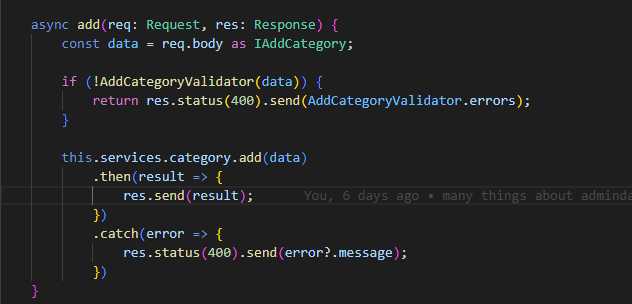 async add(req: Request, res: Response) {
    const data = req.body as IAddCategory;
    if (!AddCategoryValidator(data)) {
        return res.status(400).send(AddCategoryValidator.errors);
    }
    this.services.category.add(data)
        .then(result => {
            res.send(result); You, 6 days ago • many things about adminda
        })
        .catch(error => {
            res.status(400).send(error?.message);
        })
}